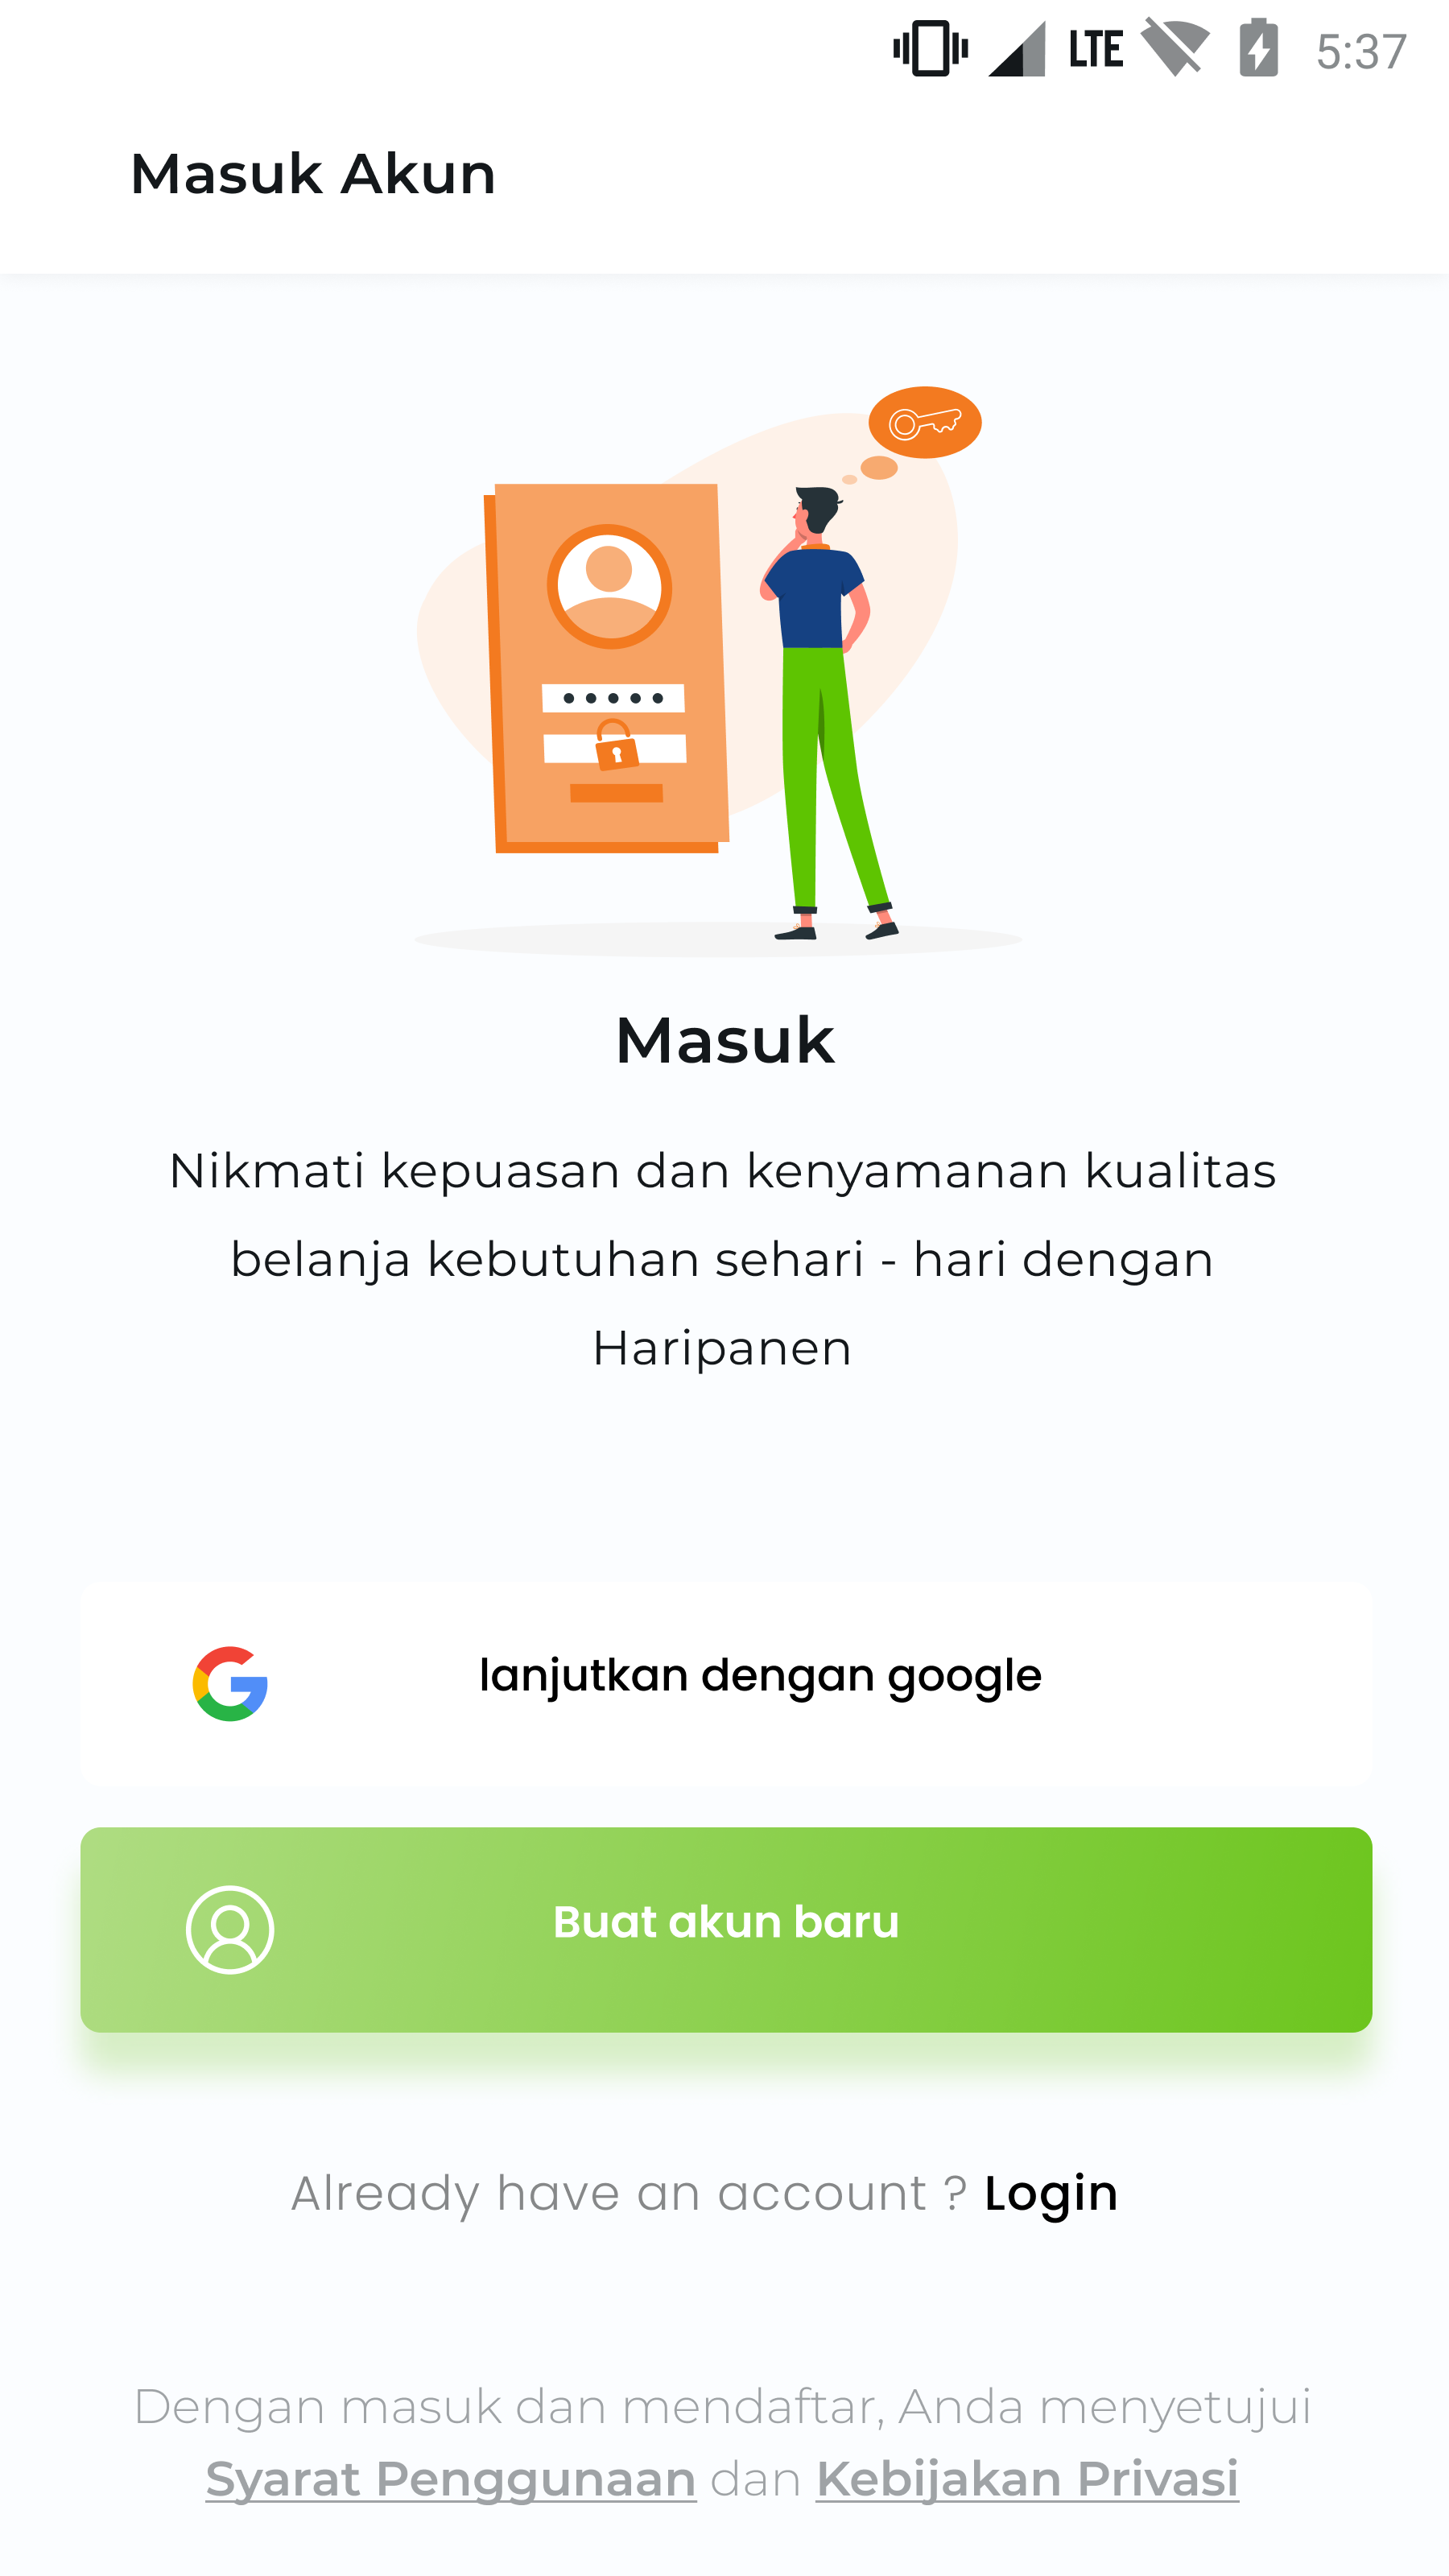 LTE 5:37
Masuk Akun
Masuk
Nikmati kepuasan dan kenyamanan kualitas
belanja kebutuhan sehari - hari dengan
Haripanen
lanjutkan dengan google
Buat akun baru
Already have an account ? Login
Dengan masuk dan mendaftar, Anda menyetujui
Syarat Penggunaan dan Kebijakan Privasi